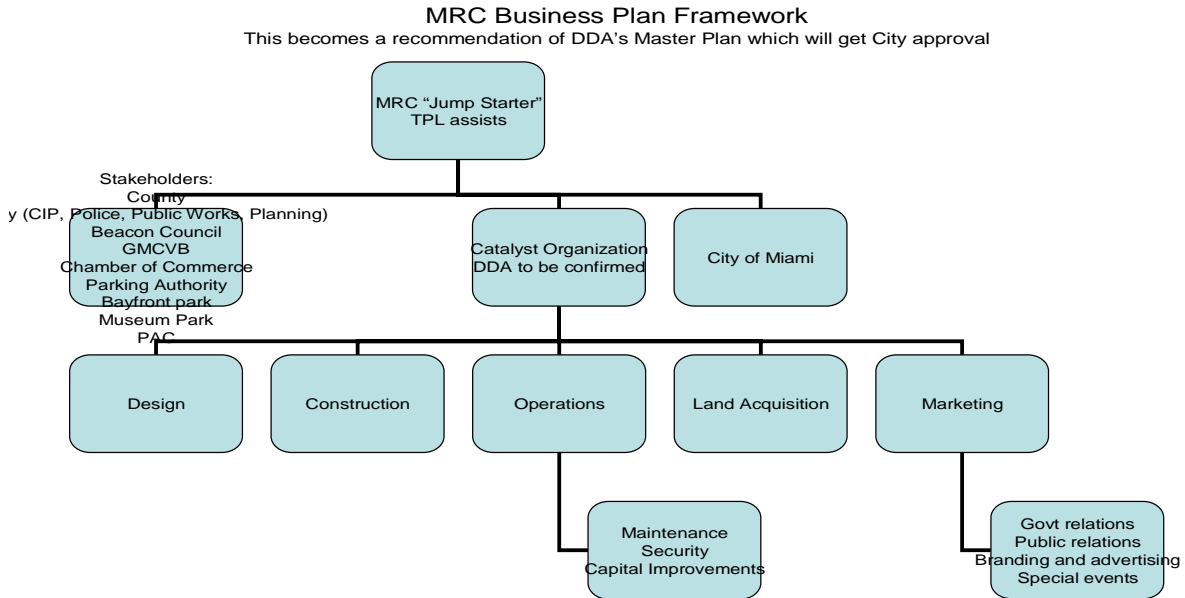 MRC Business Plan Framework
This becomes a recommendation of DDA's Master Plan which will get City approval
MRC “Jump Starter”
TPL assists
Stakeholders:
County
y (CIP, Police, Public Works, Planning)
Beacon Council
GMCVB
Chamber of Commerce
Parking Authority
Bayfront park
Museum Park
PAC
Catalyst Organization
DDA to be confirmed
City of Miami
Design
Construction
Operations
Land Acquisition
Marketing
Maintenance
Security
Capital Improvements
Govt relations
Public relations
Branding and advertising
Special events